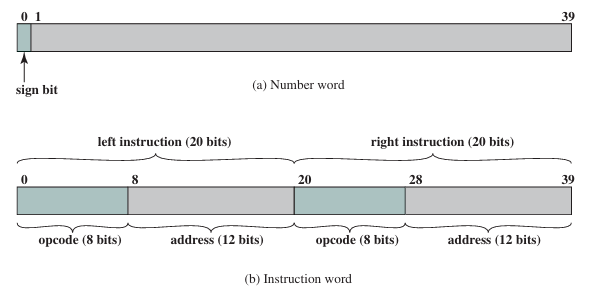 0 1 39
sign bit
(a) Number word
left instruction (20 bits) right instruction (20 bits)
0 8 20 28 39
opcode (8 bits) address (12 bits) opcode (8 bits) address (12 bits)
(b) Instruction word